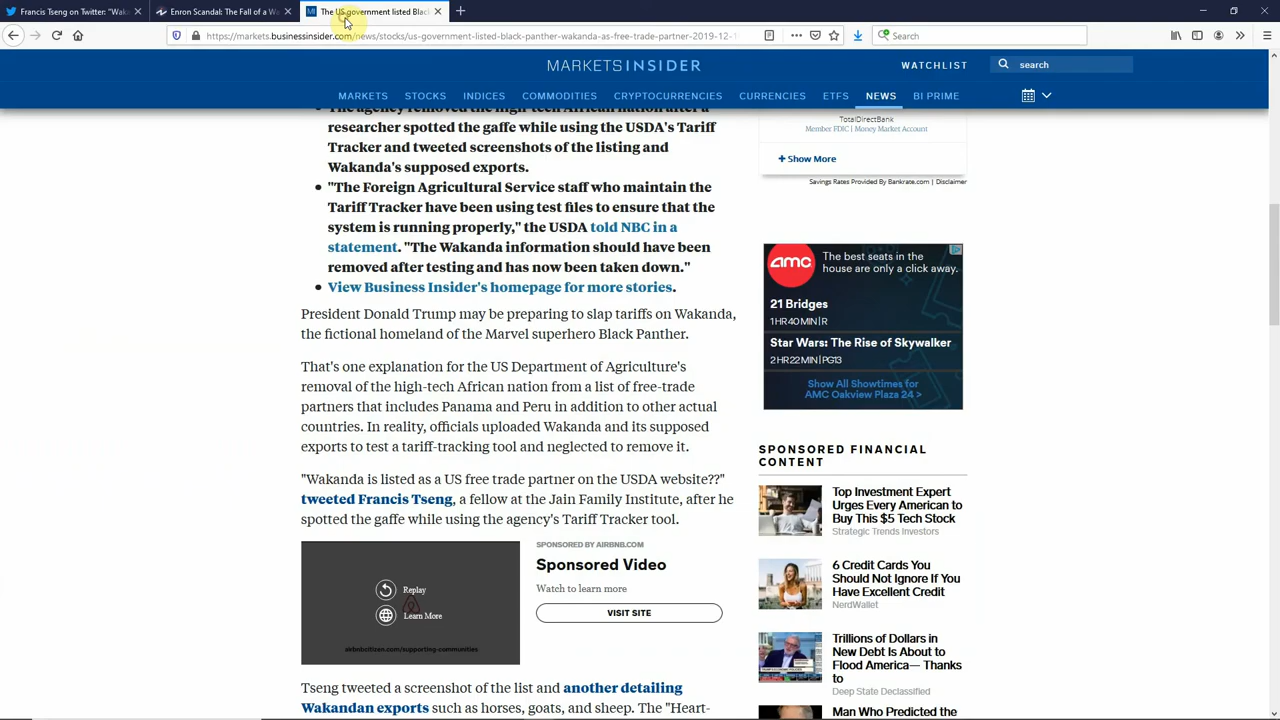 Francis Tseng on Twitter: "Waka
Enron Scandal: The Fall of a Wa
The US government listed Blac
https://markets.businessinsider.com/news/stocks/us-government-listed-black-panther-wakanda-as-free-trade-partner-2019-12-1
Search
MARKETS INSIDER
WATCHLIST
search
MARKETS STOCKS INDICES COMMODITIES CRYPTOCURRENCIES CURRENCIES ETFS NEWS BI PRIME
The agency removed the high-tech African nation after a
researcher spotted the gaffe while using the USDA's Tariff
Tracker and tweeted screenshots of the listing and
Wakanda's supposed exports.
"The Foreign Agricultural Service staff who maintain the
Tariff Tracker have been using test files to ensure that the
system is running properly," the USDA told NBC in a
statement. "The Wakanda information should have been
removed after testing and has now been taken down."
View Business Insider's homepage for more stories.
President Donald Trump may be preparing to slap tariffs on Wakanda,
the fictional homeland of the Marvel superhero Black Panther.
That's one explanation for the US Department of Agriculture's
removal of the high-tech African nation from a list of free-trade
partners that includes Panama and Peru in addition to other actual
countries. In reality, officials uploaded Wakanda and its supposed
exports to test a tariff-tracking tool and neglected to remove it.
"Wakanda is listed as a US free trade partner on the USDA website??"
tweeted Francis Tseng, a fellow at the Jain Family Institute, after he
spotted the gaffe while using the agency's Tariff Tracker tool.
Replay
Learn More
airbnbcitizen.com/supporting-communities
SPONSORED BY AIRBNB.COM
Sponsored Video
Watch to learn more
VISIT SITE
Tseng tweeted a screenshot of the list and another detailing
Wakandan exports such as horses, goats, and sheep. The "Heart-
TotalDirectBank
Member FDIC | Money Market Account
+ Show More
Savings Rates Provided By Bankrate.com | Disclaimer
amc
The best seats in the
house are only a click away.
21 Bridges
1 HR 40 MIN | R
Star Wars: The Rise of Skywalker
2 HR 22 MIN | PG13
Show All Showtimes for
AMC Oakview Plaza 24 >
SPONSORED FINANCIAL
CONTENT
Top Investment Expert
Urges Every American to
Buy This $5 Tech Stock
Strategic Trends Investors
6 Credit Cards You
Should Not Ignore If You
Have Excellent Credit
NerdWallet
Trillions of Dollars in
New Debt Is About to
Flood America— Thanks
to
Deep State Declassified
Man Who Predicted the